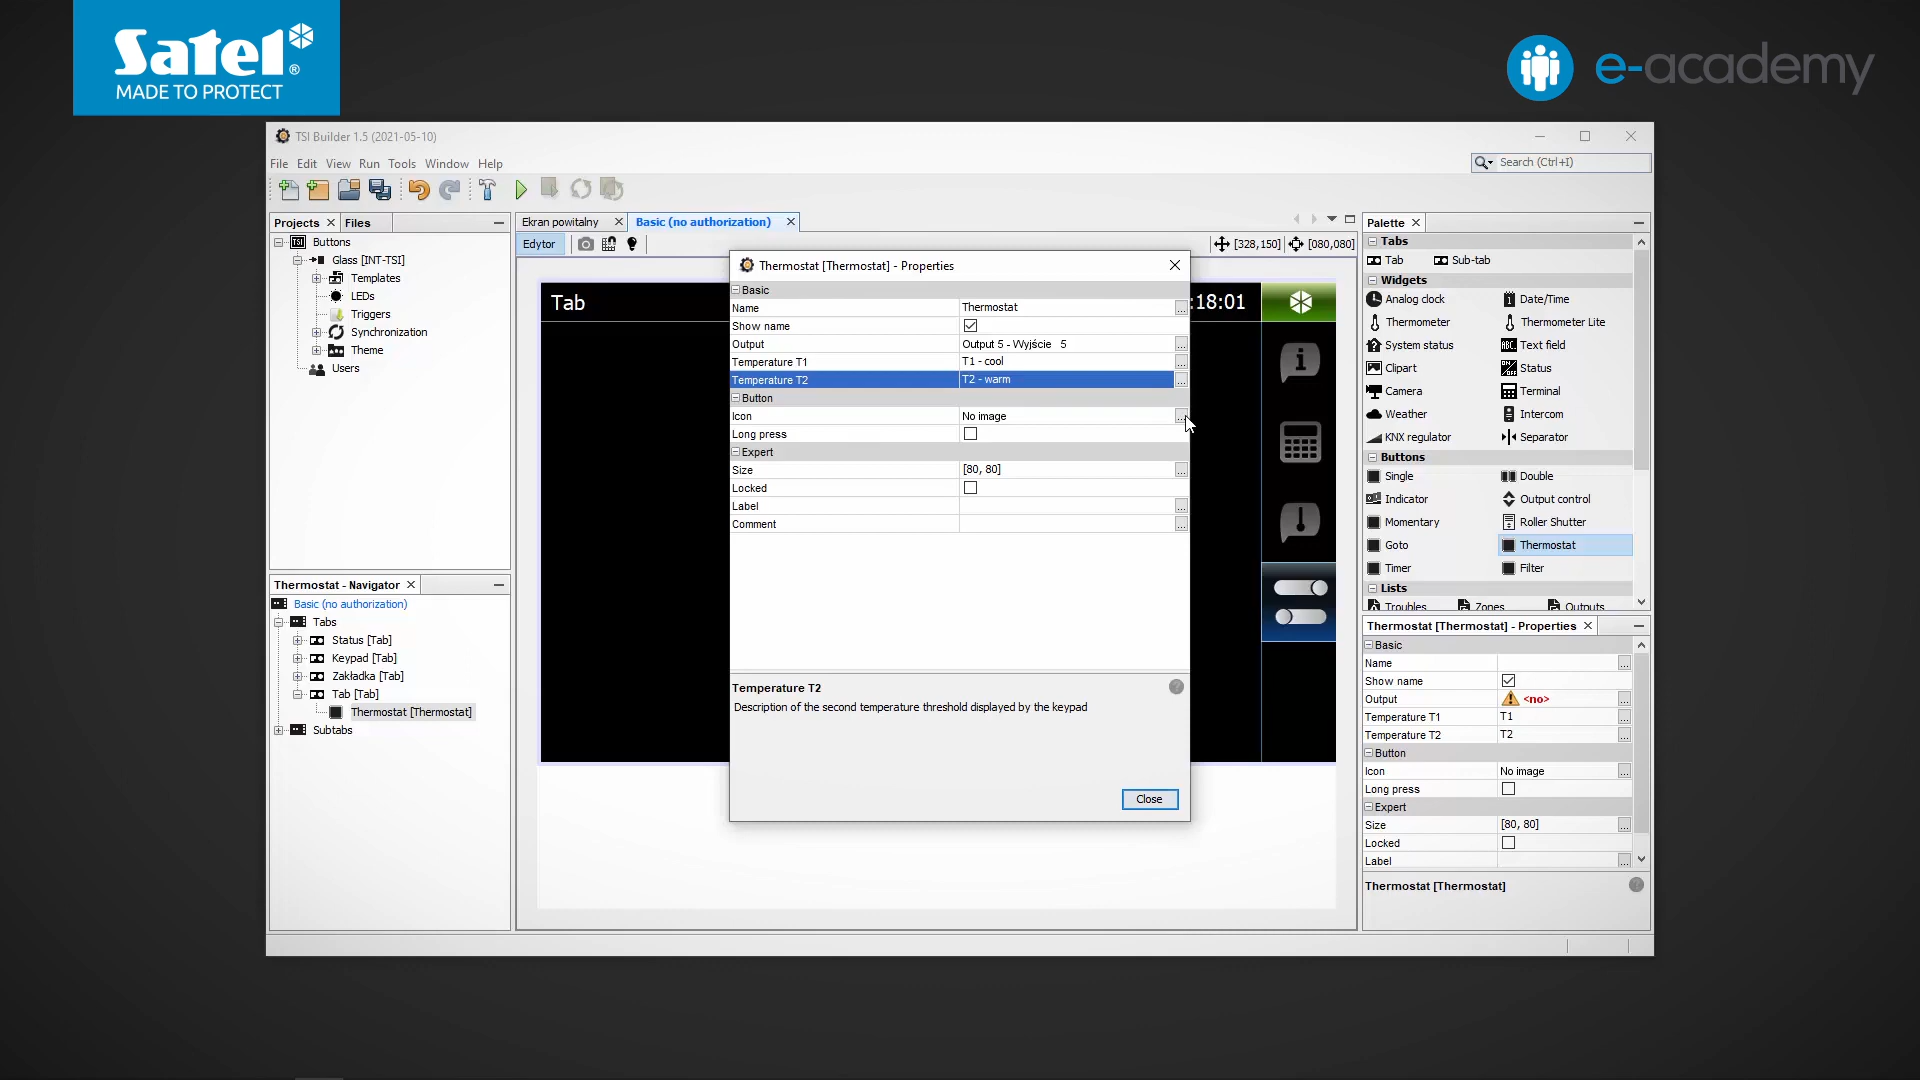 Satel®
MADE TO PROTECT
e-academy
TSI Builder 1.5 (2021-05-10)
File Edit View Run Tools Window Help
Search (Ctrl+I)
Projects
Files
Buttons
Glass [INT-TSI]
Templates
LEDs
Triggers
Synchronization
Theme
Users
Thermostat - Navigator
Basic (no authorization)
Tabs
Status [Tab]
Keypad [Tab]
Zakładka [Tab]
Tab [Tab]
Thermostat [Thermostat]
Subtabs
Ekran powitalny
Basic (no authorization)
Edytor
[328,150]
[080,080]
Tab
:18:01
Thermostat [Thermostat] - Properties
Basic
Name Thermostat ...
Show name
Output Output 5 - Wyjście 5 ...
Temperature T1 T1 - cool ...
Temperature T2 T2 - warm ...
Button
Icon No image ...
Long press
Expert
Size [80, 80] ...
Locked
Label ...
Comment ...
Temperature T2
Description of the second temperature threshold displayed by the keypad
Close
Palette
Tabs
Tab Sub-tab
Widgets
Analog clock Date/Time
Thermometer Thermometer Lite
System status Text field
Clipart Status
Camera Terminal
Weather Intercom
KNX regulator Separator
Buttons
Single Double
Indicator Output control
Momentary Roller Shutter
Goto Thermostat
Timer Filter
Lists
Troubles Zones Outputs
Thermostat [Thermostat] - Properties
Basic
Name ...
Show name
Output <no> ...
Temperature T1 T1 ...
Temperature T2 T2 ...
Button
Icon No image ...
Long press
Expert
Size [80, 80] ...
Locked
Label ...
Thermostat [Thermostat]